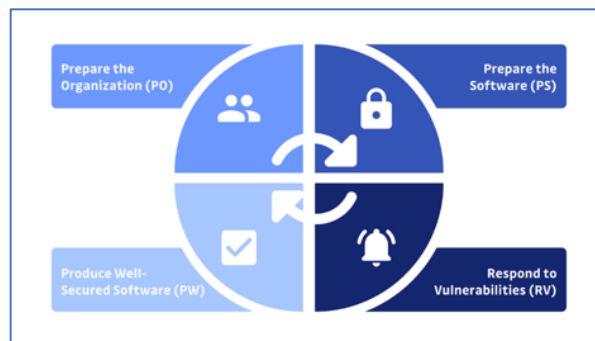 Prepare the
Organization (PO)
Prepare the
Software (PS)
Produce Well-
Secured Software (PW)
Respond to
Vulnerabilities (RV)